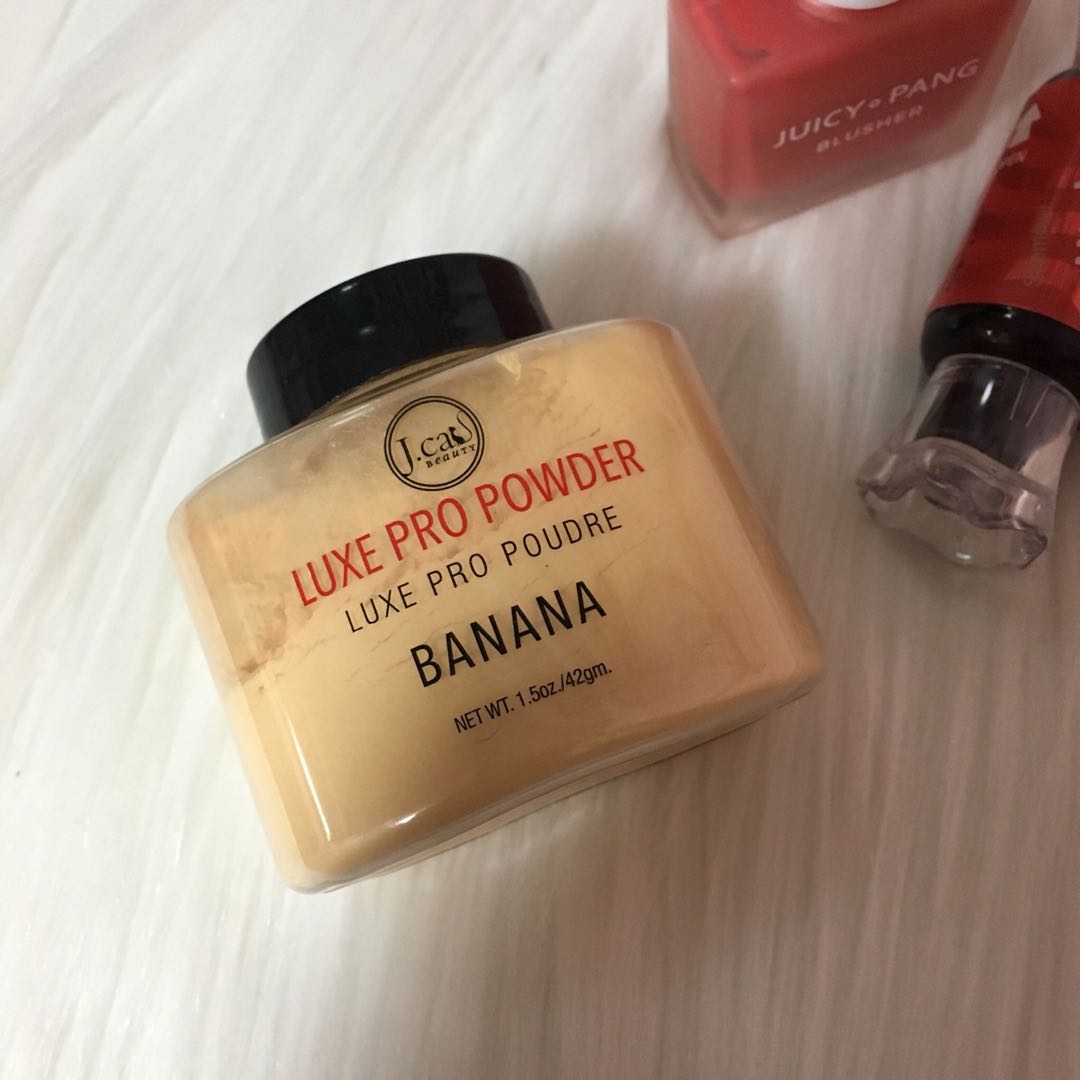 JUICY° PANG
BLUSHER
J.cat
BeauTY
LUXE PRO POWDER
LUXE PRO POUDRE
BANANA
NET WT. 1.5oz./42gm.